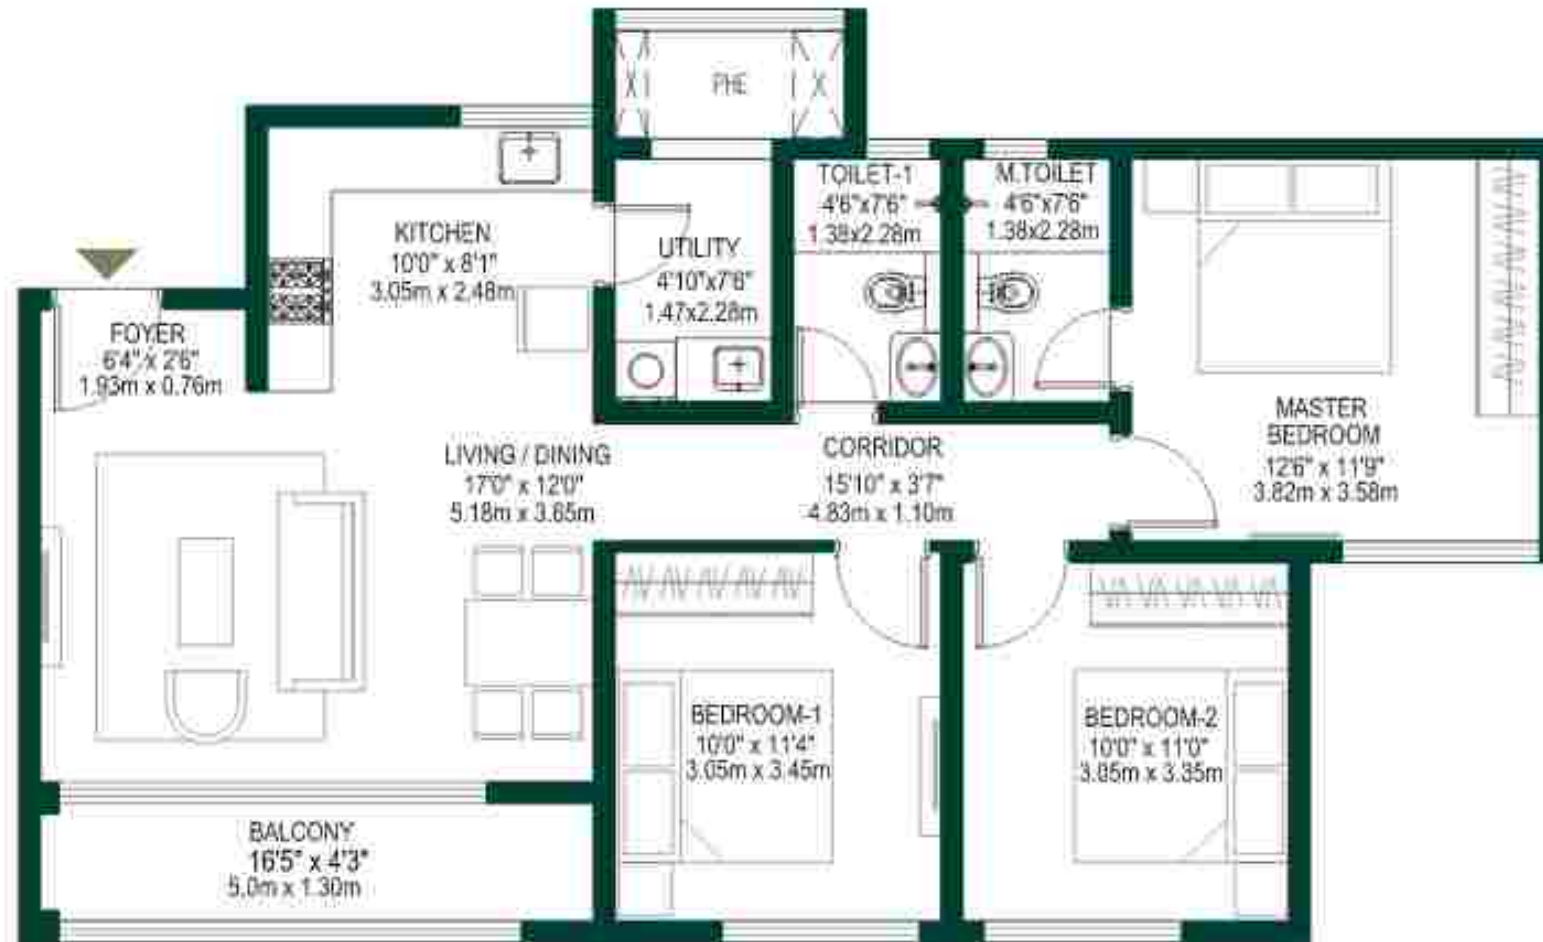 PHE
TOILET-1
4'6"x7'6"
1.38x2.28m
M.TOILET
4'6"x7'6"
1.38x2.28m
KITCHEN
10'0" x 8'1"
3.05m x 2.48m
UTILITY
4'10"x7'6"
1.47x2.28m
FOYER
6'4" x 2'6"
1.93m x 0.76m
MASTER
BEDROOM
12'6" x 11'9"
3.82m x 3.58m
LIVING / DINING
17'0" x 12'0"
5.18m x 3.65m
CORRIDOR
15'10" x 3'7"
4.83m x 1.10m
BEDROOM-1
10'0" x 11'4"
3.05m x 3.45m
BEDROOM-2
10'0" x 11'0"
3.05m x 3.35m
BALCONY
16'5" x 4'3"
5.0m x 1.30m